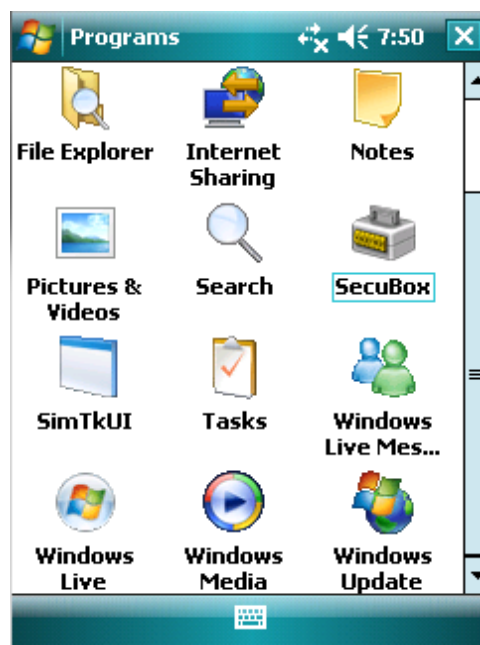 Programs 7:50
File Explorer Internet Sharing Notes
Pictures & Videos Search SecuBox
SimTkUI Tasks Windows Live Mes...
Windows Live Windows Media Windows Update